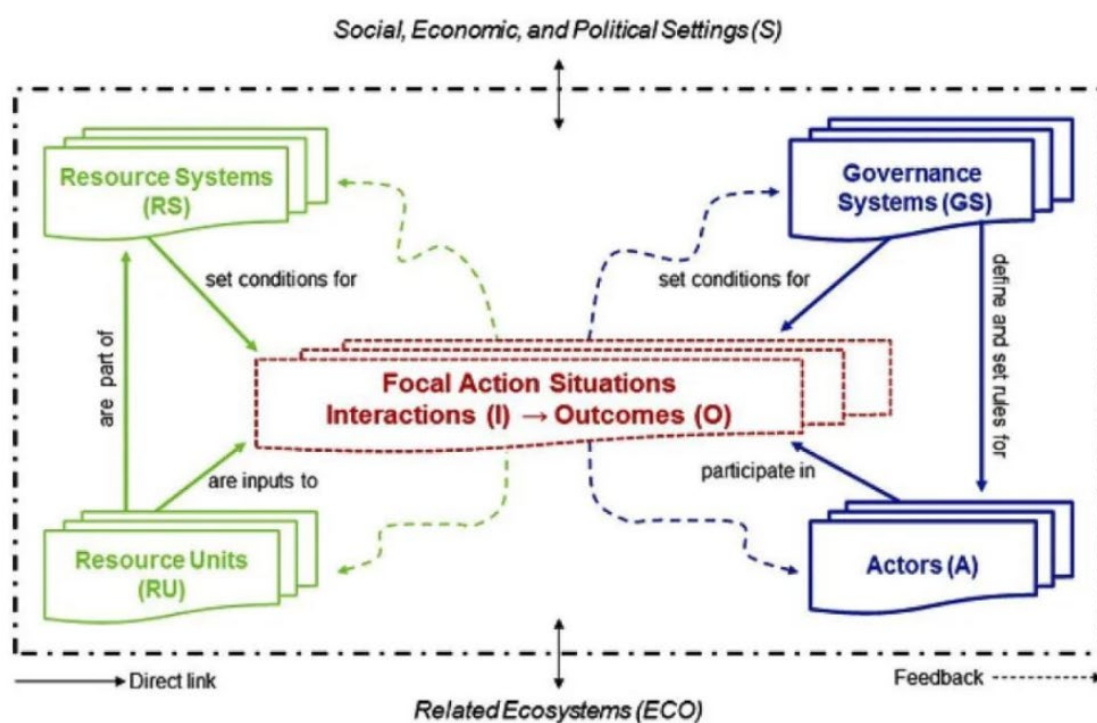 Social, Economic, and Political Settings (S)
Resource Systems
(RS)
Governance
Systems (GS)
set conditions for
set conditions for
are part of
define and set rules for
Focal Action Situations
Interactions (I) → Outcomes (O)
are inputs to
participate in
Resource Units
(RU)
Actors (A)
Direct link
Feedback
Related Ecosystems (ECO)